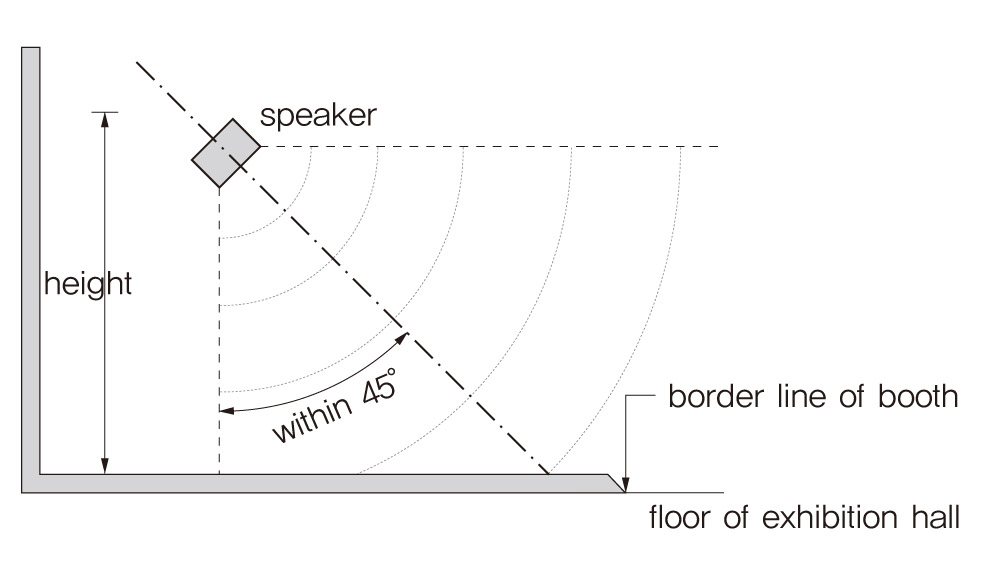 speaker
height
within 45°
border line of booth
floor of exhibition hall